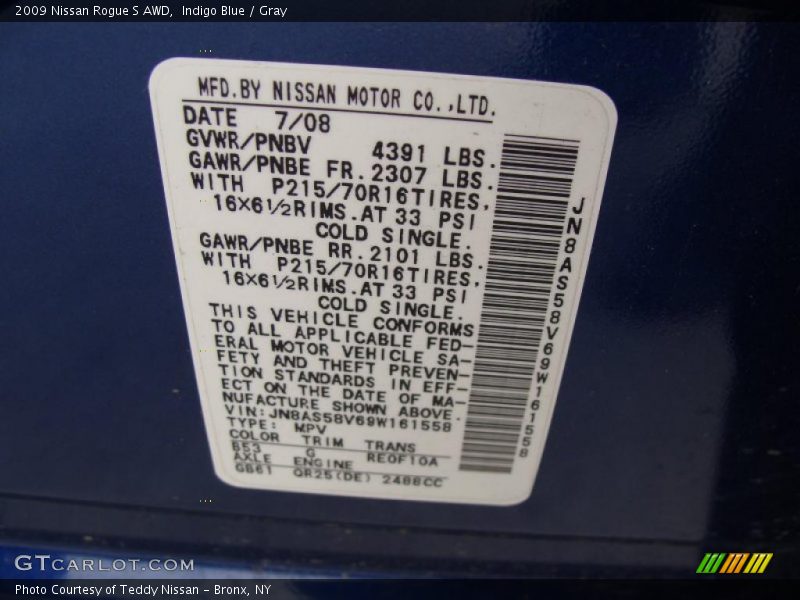 2009 Nissan Rogue S AWD,  Indigo Blue / Gray
MFD.BY NISSAN MOTOR CO.,LTD.
DATE 7/08
GVWR/PNBV 4391 LBS.
GAWR/PNBE FR. 2307 LBS.
WITH P215/70R16TIRES,
16X6½RIMS.AT 33 PSI
COLD SINGLE.
GAWR/PNBE RR. 2101 LBS.
WITH P215/70R16TIRES,
16X6½RIMS.AT 33 PSI
COLD SINGLE.
THIS VEHICLE CONFORMS
TO ALL APPLICABLE FED-
ERAL MOTOR VEHICLE SA-
FETY AND THEFT PREVEN-
TION STANDARDS IN EFF-
ECT ON THE DATE OF MA-
NUFACTURE SHOWN ABOVE.
VIN:JN8AS58V69W161558
TYPE: MPV
COLOR TRIM TRANS
B53 G RE0F10A
AXLE ENGINE
GB61 QR25(DE) 2488CC
JN8AS58V69W161558
GTCARLOT.COM
Photo Courtesy of Teddy Nissan - Bronx, NY